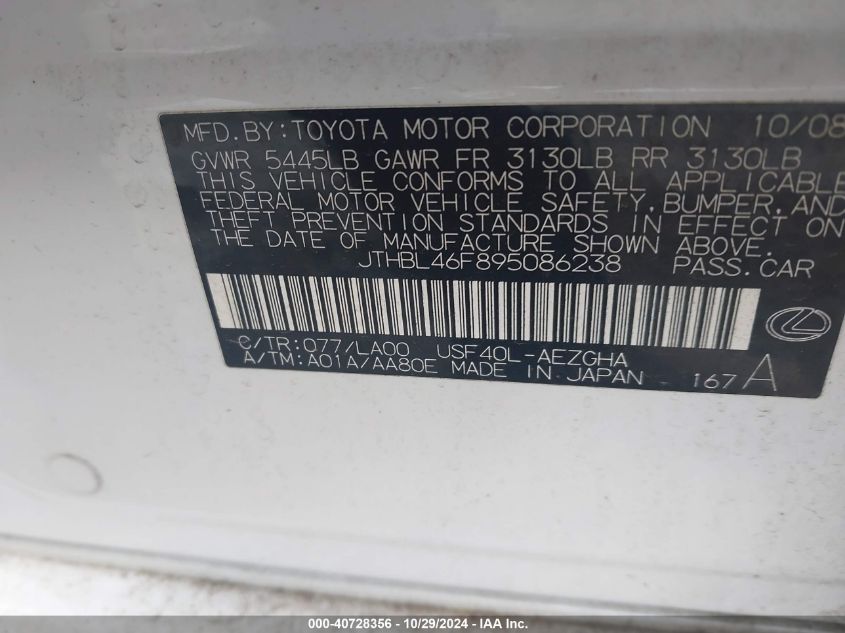 MFD. BY: TOYOTA MOTOR CORPORATION 10/08
GVWR 5445LB GAWR FR 3130LB RR 3130LB
THIS VEHICLE CONFORMS TO ALL APPLICABLE
FEDERAL MOTOR VEHICLE SAFETY, BUMPER, AND
THEFT PREVENTION STANDARDS IN EFFECT ON
THE DATE OF MANUFACTURE SHOWN ABOVE.
JTHBL46F895086238 PASS. CAR
C/TR: 077/LA00 USF40L-AEZGHA
A/TM: A01A/AA80E MADE IN JAPAN 167 A
000-40728356 - 10/29/2024 - IAA Inc.